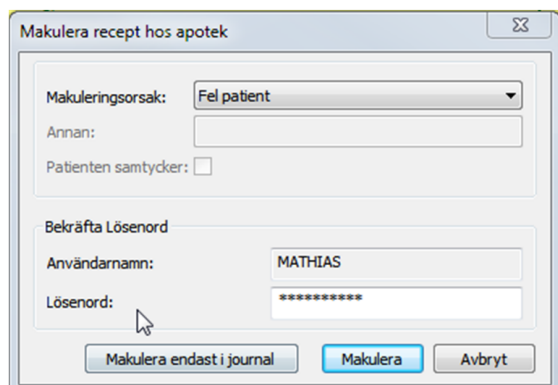 Makulera recept hos apotek
Makuleringsorsak: Fel patient
Annan:
Patienten samtycker:
Bekräfta Lösenord
Användarnamn: MATHIAS
Lösenord: **********
Makulera endast i journal Makulera Avbryt